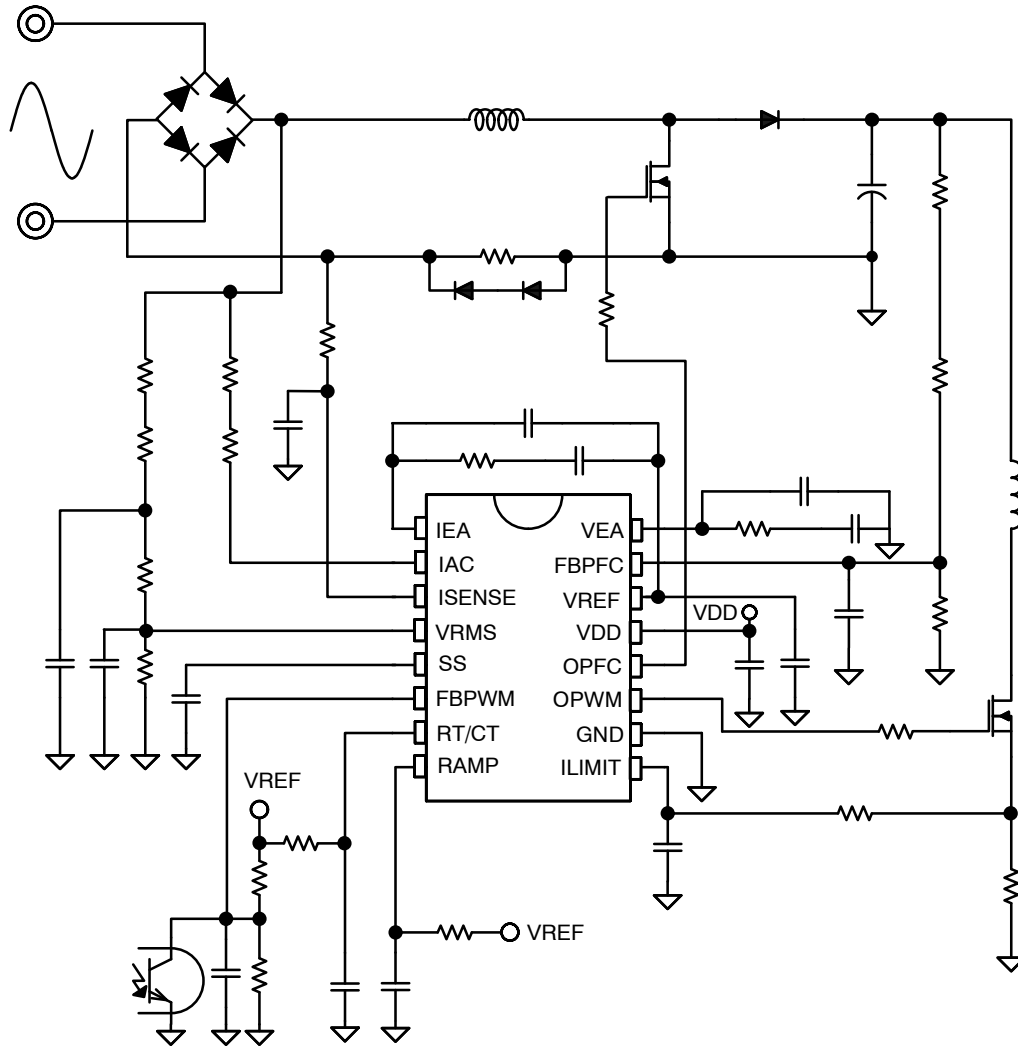 IEA
IAC
ISENSE
VRMS
SS
FBPWM
RT/CT
RAMP
VEA
FBPFC
VREF
VDD
OPFC
OPWM
GND
ILIMIT
VDD
VREF
VREF